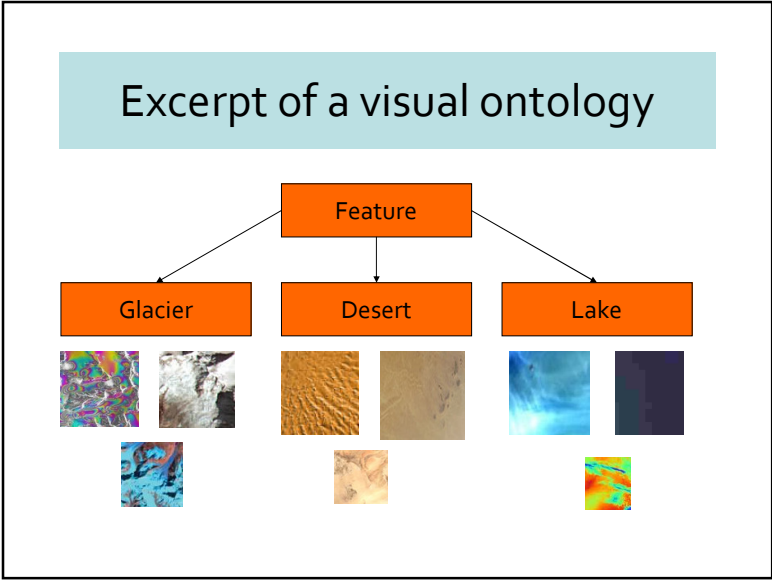 Excerpt of a visual ontology
Feature
Glacier
Desert
Lake